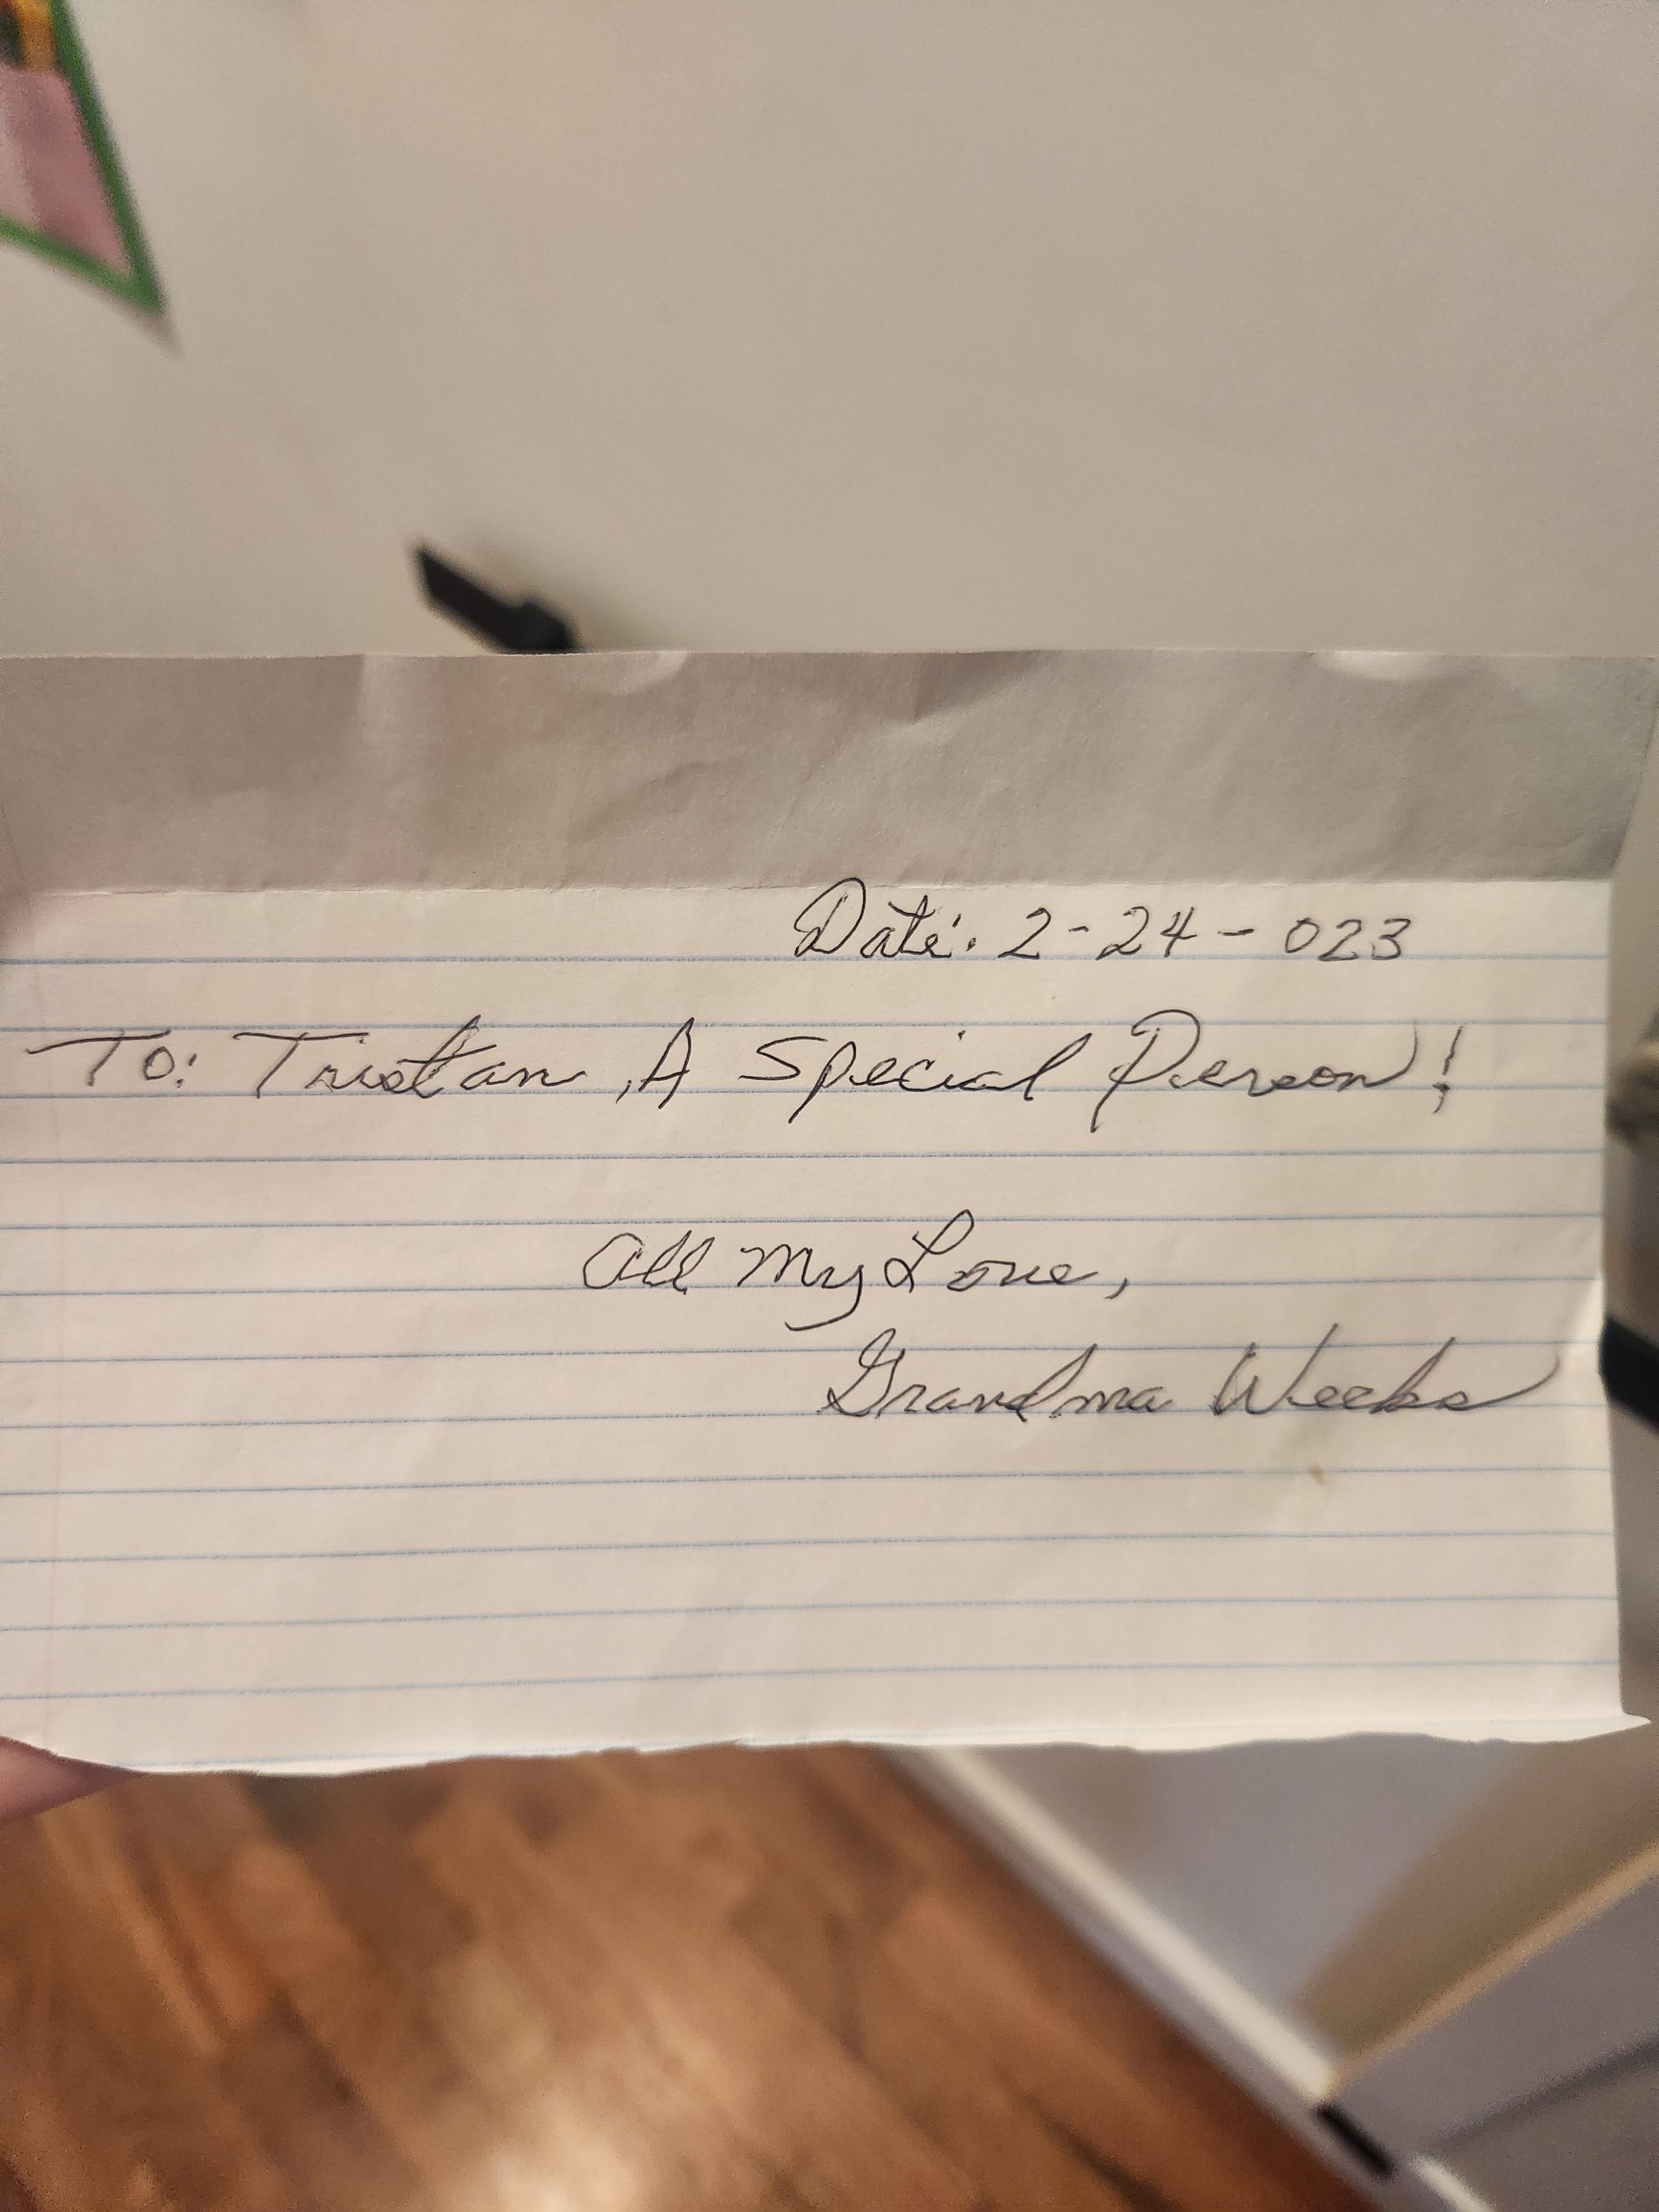 Date: 2-24-023
To: Tristan, A Special Person!
All My Love,
Grandma Weeks